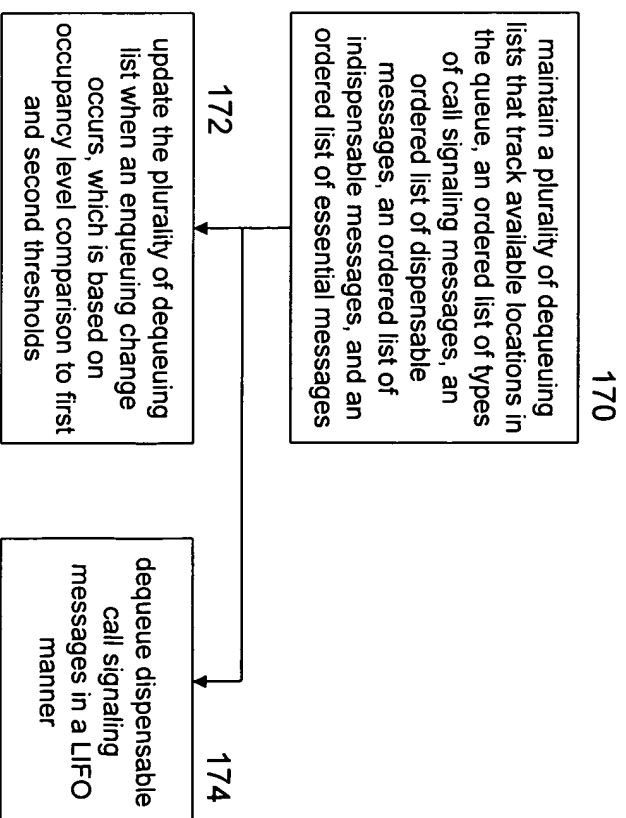 170
maintain a plurality of dequeuing
lists that track available locations in
the queue, an ordered list of types
of call signaling messages, an
ordered list of dispensable
messages, an ordered list of
indispensable messages, and an
ordered list of essential messages
172
update the plurality of dequeuing
list when an enqueuing change
occurs, which is based on
occupancy level comparison to first
and second thresholds
174
dequeue dispensable
call signaling
messages in a LIFO
manner